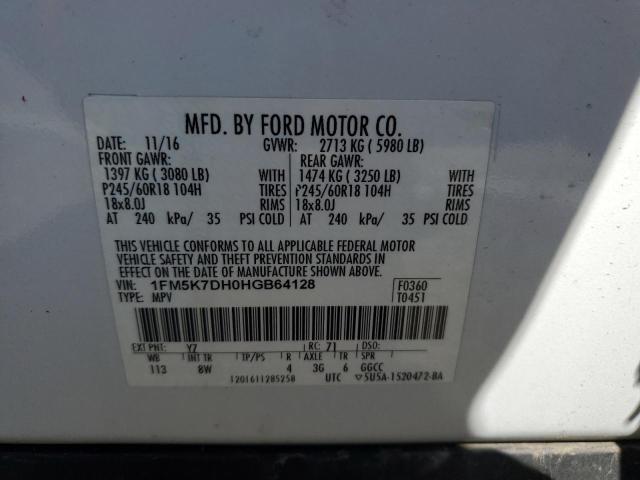 MFD. BY FORD MOTOR CO.
DATE: 11/16 GVWR: 2713 KG ( 5980 LB)
FRONT GAWR: REAR GAWR:
1397 KG ( 3080 LB) WITH 1474 KG ( 3250 LB) WITH
P245/60R18 104H TIRES P245/60R18 104H TIRES
18x8.0J RIMS 18x8.0J RIMS
AT 240 kPa/ 35 PSI COLD AT 240 kPa/ 35 PSI COLD
THIS VEHICLE CONFORMS TO ALL APPLICABLE FEDERAL MOTOR
VEHICLE SAFETY AND THEFT PREVENTION STANDARDS IN
EFFECT ON THE DATE OF MANUFACTURE SHOWN ABOVE.
VIN: 1FM5K7DH0HGB64128 F0360
TYPE: MPV T0451
EXT PNT: Y7 RC: 71 DSO:
WB INT TR TP/PS R AXLE TR SPR
113 8W 4 3G 6 GGCC
1201611285258 UTC ▽5U5A-1520472-BA